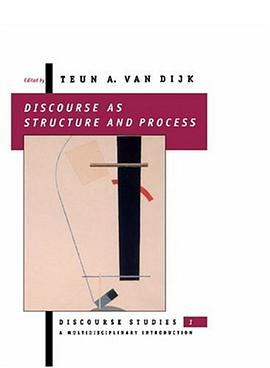 Edited by TEUN A. VAN DIJK
DISCOURSE AS
STRUCTURE AND PROCESS
DISCOURSE STUDIES 1
A MULTIDISCIPLINARY INTRODUCTION